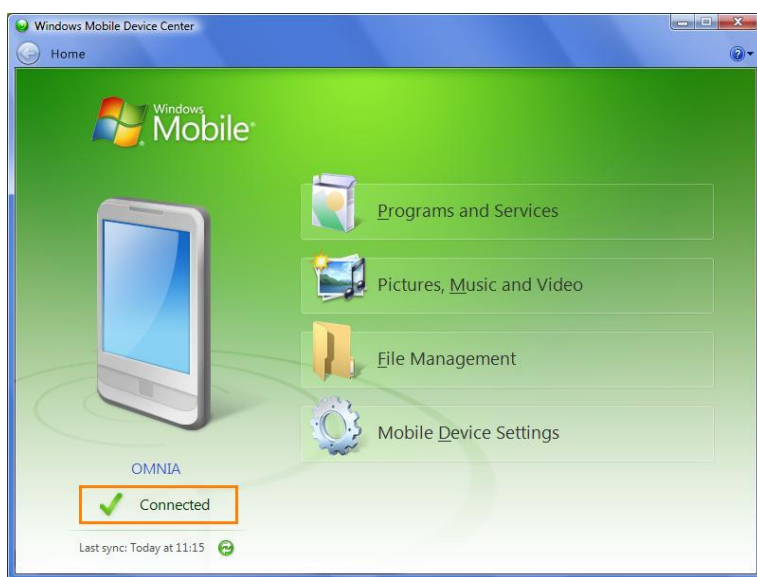 Windows Mobile Device Center
Home
Windows
Mobile
Programs and Services
Pictures, Music and Video
File Management
Mobile Device Settings
OMNIA
Connected
Last sync: Today at 11:15